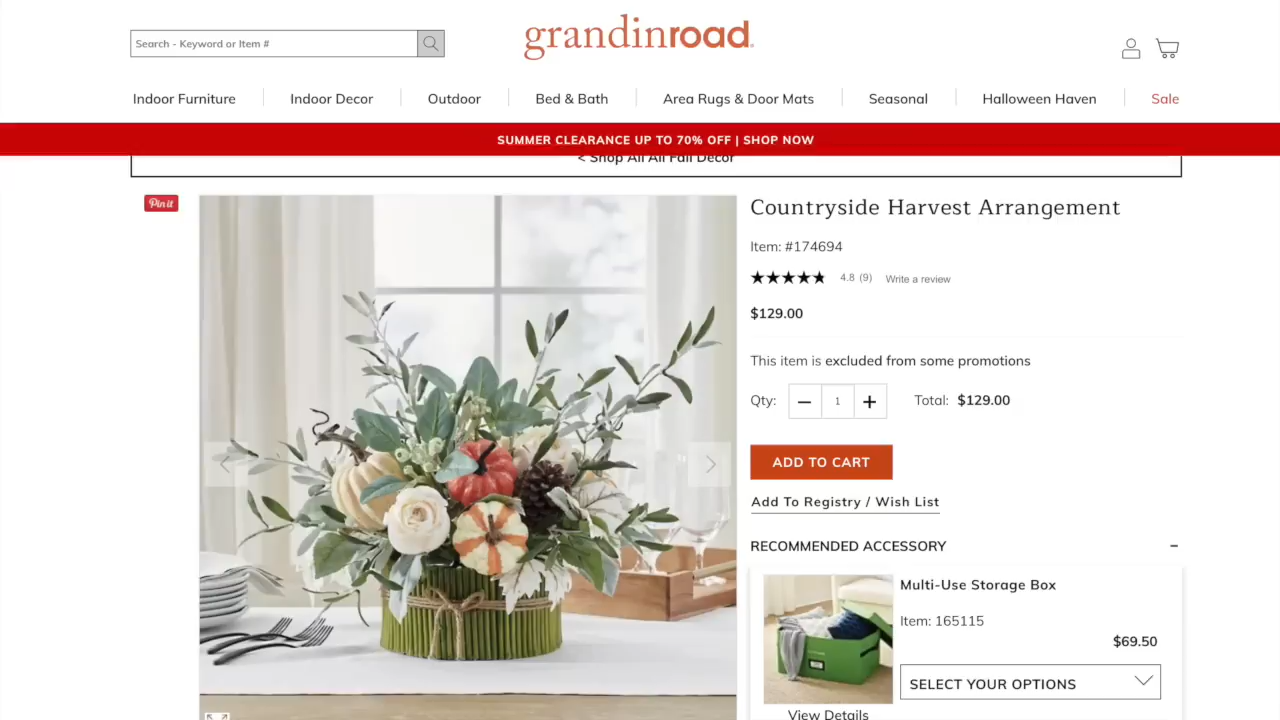 Search - Keyword or Item #
grandinroad.
Indoor Furniture
Indoor Decor
Outdoor
Bed & Bath
Area Rugs & Door Mats
Seasonal
Halloween Haven
Sale
SUMMER CLEARANCE UP TO 70% OFF | SHOP NOW
< Shop All All Fall Decor
Pin it
Countryside Harvest Arrangement
Item: #174694
4.8 (9) Write a review
$129.00
This item is excluded from some promotions
Qty: 1 Total: $129.00
ADD TO CART
Add To Registry / Wish List
RECOMMENDED ACCESSORY
Multi-Use Storage Box
Item: 165115
$69.50
SELECT YOUR OPTIONS
View Details